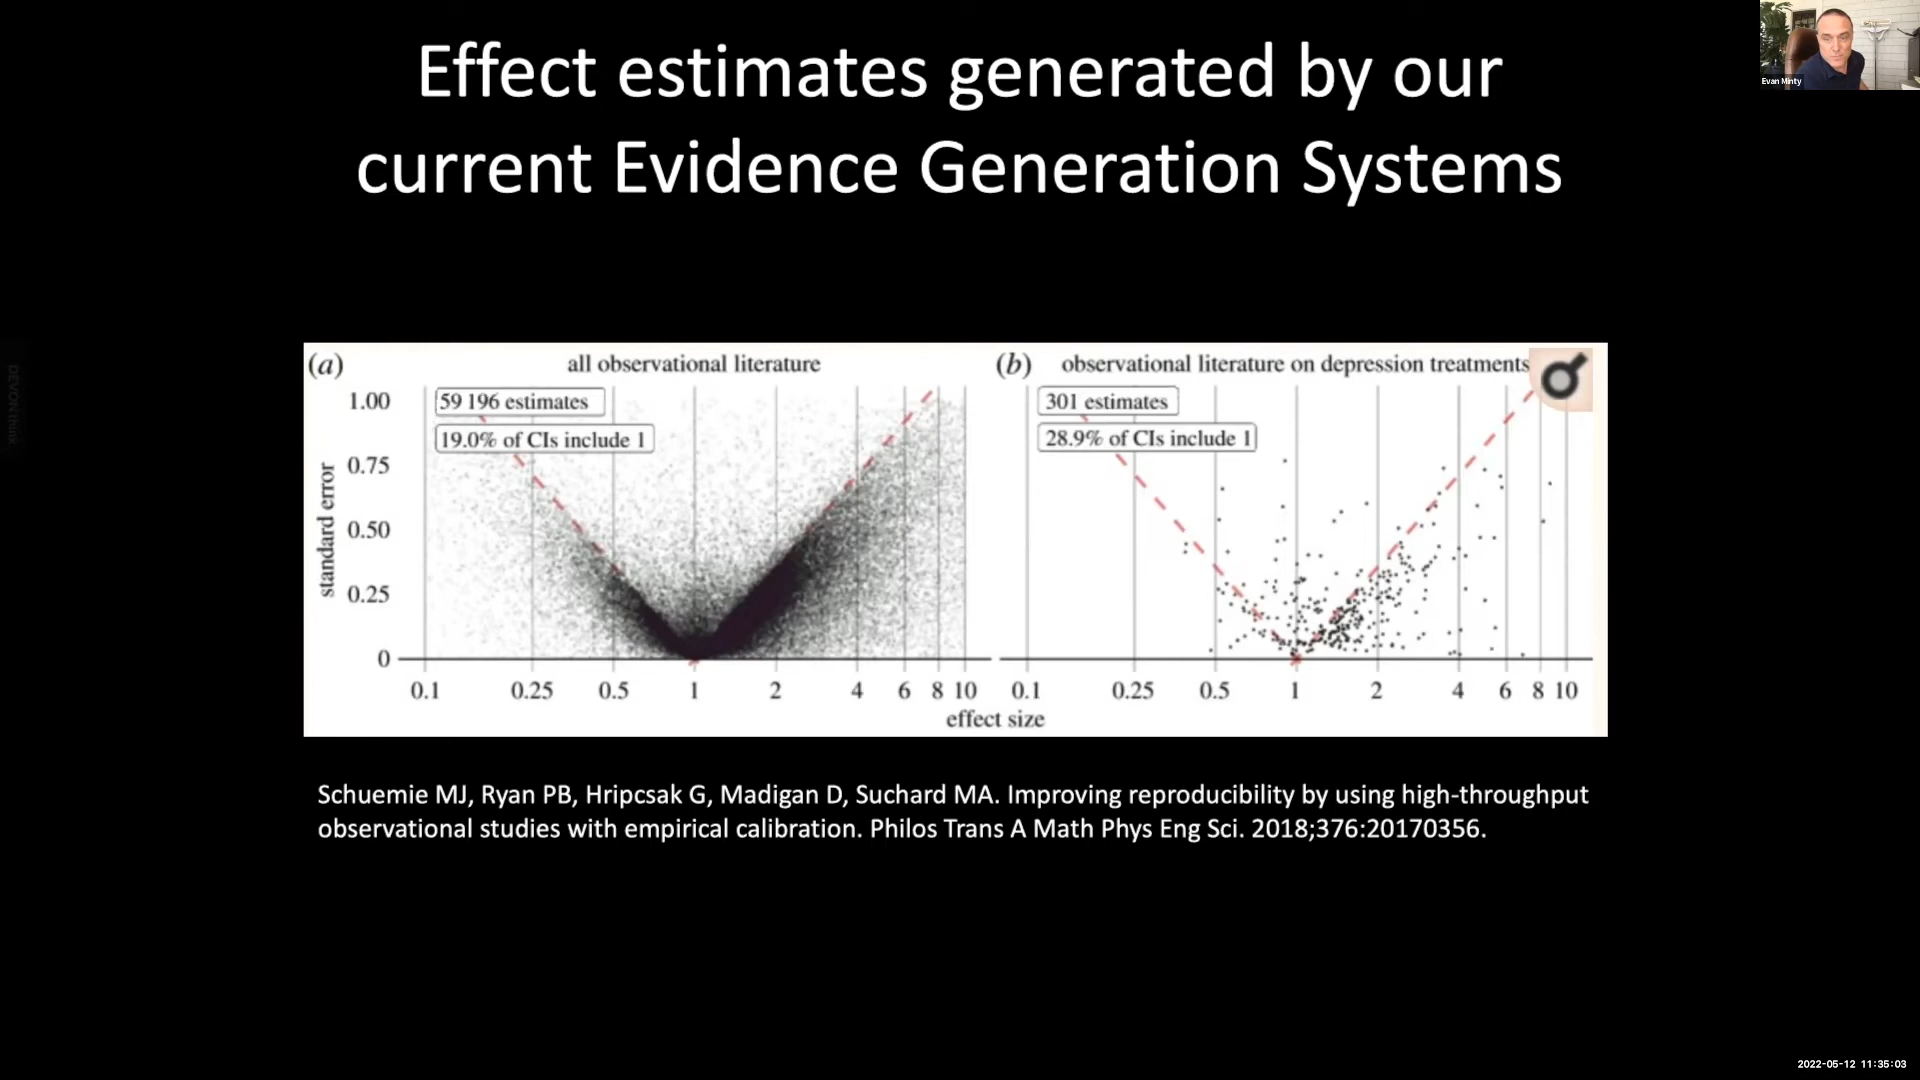 Effect estimates generated by our
current Evidence Generation Systems
Evan Minty
DEVONthink
(a)
all observational literature
59 196 estimates
19.0% of CIs include 1
standard error
1.00
0.75
0.50
0.25
0
0.1 0.25 0.5 1 2 4 6 8 10
(b)
observational literature on depression treatments
301 estimates
28.9% of CIs include 1
0.1 0.25 0.5 1 2 4 6 8 10
effect size
Schuemie MJ, Ryan PB, Hripcsak G, Madigan D, Suchard MA. Improving reproducibility by using high-throughput
observational studies with empirical calibration. Philos Trans A Math Phys Eng Sci. 2018;376:20170356.
2022-05-12 11:35:03